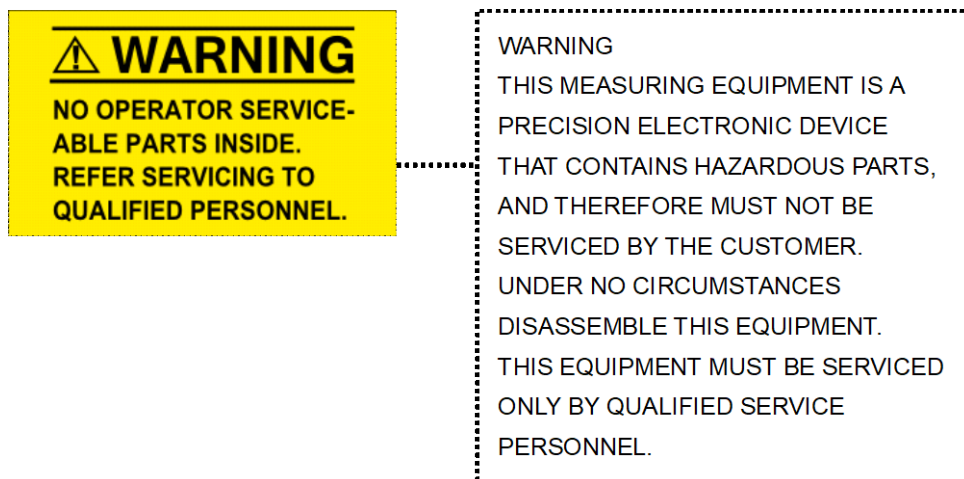 ⚠ WARNING
NO OPERATOR SERVICE-
ABLE PARTS INSIDE.
REFER SERVICING TO
QUALIFIED PERSONNEL.
WARNING
THIS MEASURING EQUIPMENT IS A
PRECISION ELECTRONIC DEVICE
THAT CONTAINS HAZARDOUS PARTS,
AND THEREFORE MUST NOT BE
SERVICED BY THE CUSTOMER.
UNDER NO CIRCUMSTANCES
DISASSEMBLE THIS EQUIPMENT.
THIS EQUIPMENT MUST BE SERVICED
ONLY BY QUALIFIED SERVICE
PERSONNEL.